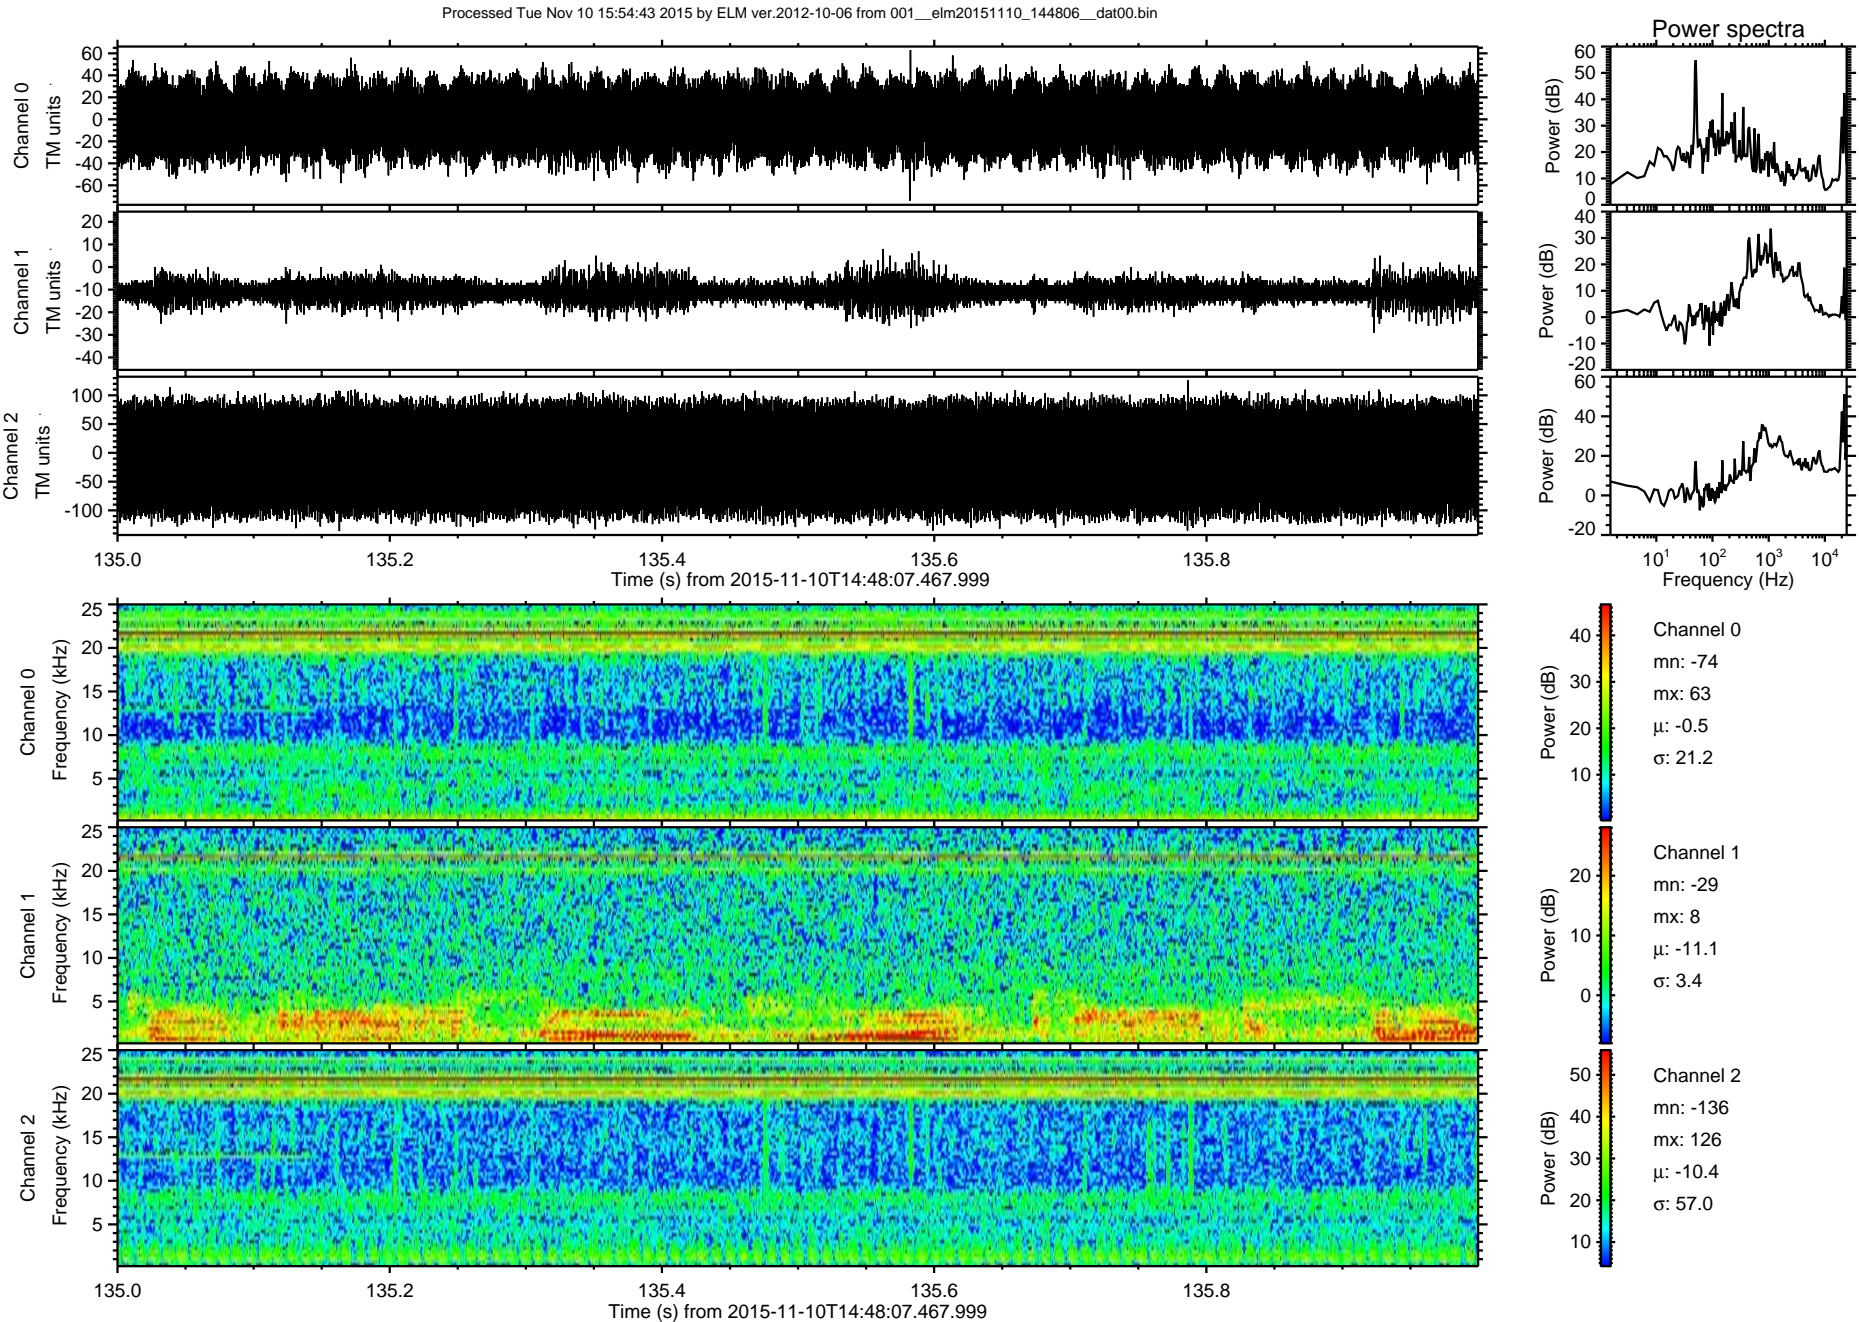 Processed Tue Nov 10 15:54:43 2015 by ELM ver.2012-10-06 from 001__elm20151110_144806__dat00.bin
Power spectra
Channel 0
TM units
60
40
20
0
-20
-40
-60
Power (dB)
60
50
40
30
20
10
0
Channel 1
TM units
20
10
0
-10
-20
-30
-40
Power (dB)
40
30
20
10
0
-10
-20
Channel 2
TM units
100
50
0
-50
-100
Power (dB)
60
40
20
0
-20
135.0 135.2 135.4 135.6 135.8
Time (s) from 2015-11-10T14:48:07.467.999
10^1 10^2 10^3 10^4
Frequency (Hz)
Channel 0
Frequency (kHz)
25
20
15
10
5
Power (dB)
40
30
20
10
Channel 0
mn: -74
mx: 63
μ: -0.5
σ: 21.2
Channel 1
Frequency (kHz)
25
20
15
10
5
Power (dB)
20
10
0
Channel 1
mn: -29
mx: 8
μ: -11.1
σ: 3.4
Channel 2
Frequency (kHz)
25
20
15
10
5
Power (dB)
50
40
30
20
10
Channel 2
mn: -136
mx: 126
μ: -10.4
σ: 57.0
135.0 135.2 135.4 135.6 135.8
Time (s) from 2015-11-10T14:48:07.467.999